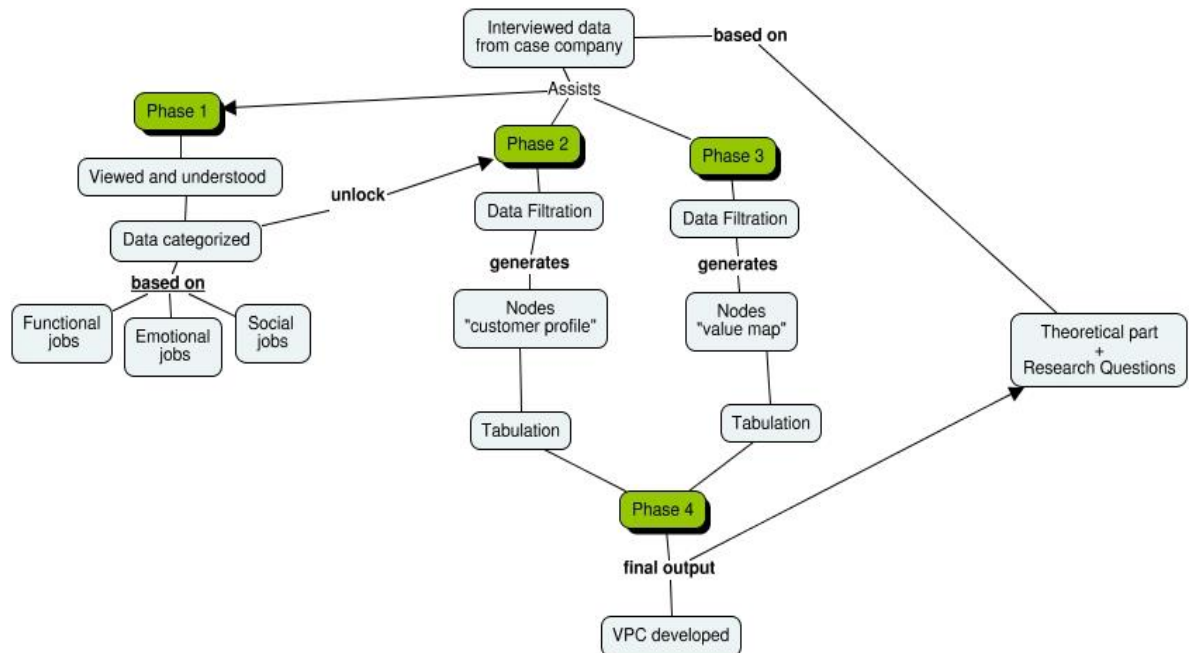 Interviewed data
from case company
based on
Assists
Phase 1
Phase 2
Phase 3
Viewed and understood
unlock
Data Filtration
Data Filtration
Data categorized
generates
generates
based on
Functional
jobs
Emotional
jobs
Social
jobs
Nodes
"customer profile"
Nodes
"value map"
Theoretical part
+
Research Questions
Tabulation
Tabulation
Phase 4
final output
VPC developed